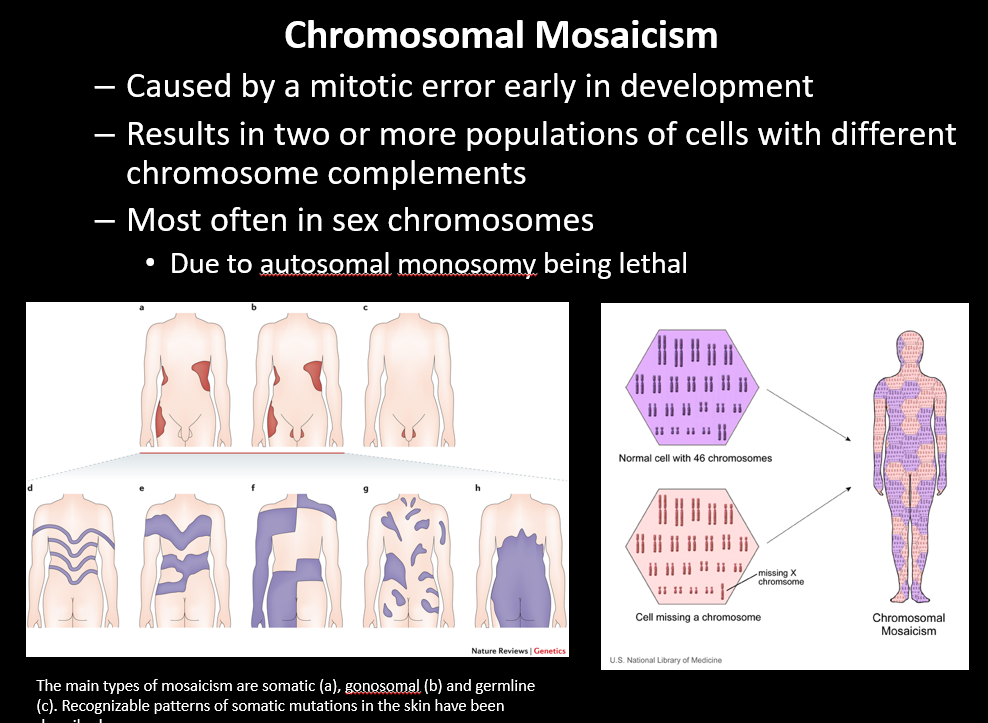 Chromosomal Mosaicism
– Caused by a mitotic error early in development
– Results in two or more populations of cells with different
chromosome complements
– Most often in sex chromosomes
• Due to autosomal monosomy being lethal
a b c
d e f g h
Nature Reviews | Genetics
Normal cell with 46 chromosomes
missing X
chromsome
Cell missing a chromosome
Chromosomal
Mosaicism
U.S. National Library of Medicine
The main types of mosaicism are somatic (a), gonosomal (b) and germline
(c). Recognizable patterns of somatic mutations in the skin have been